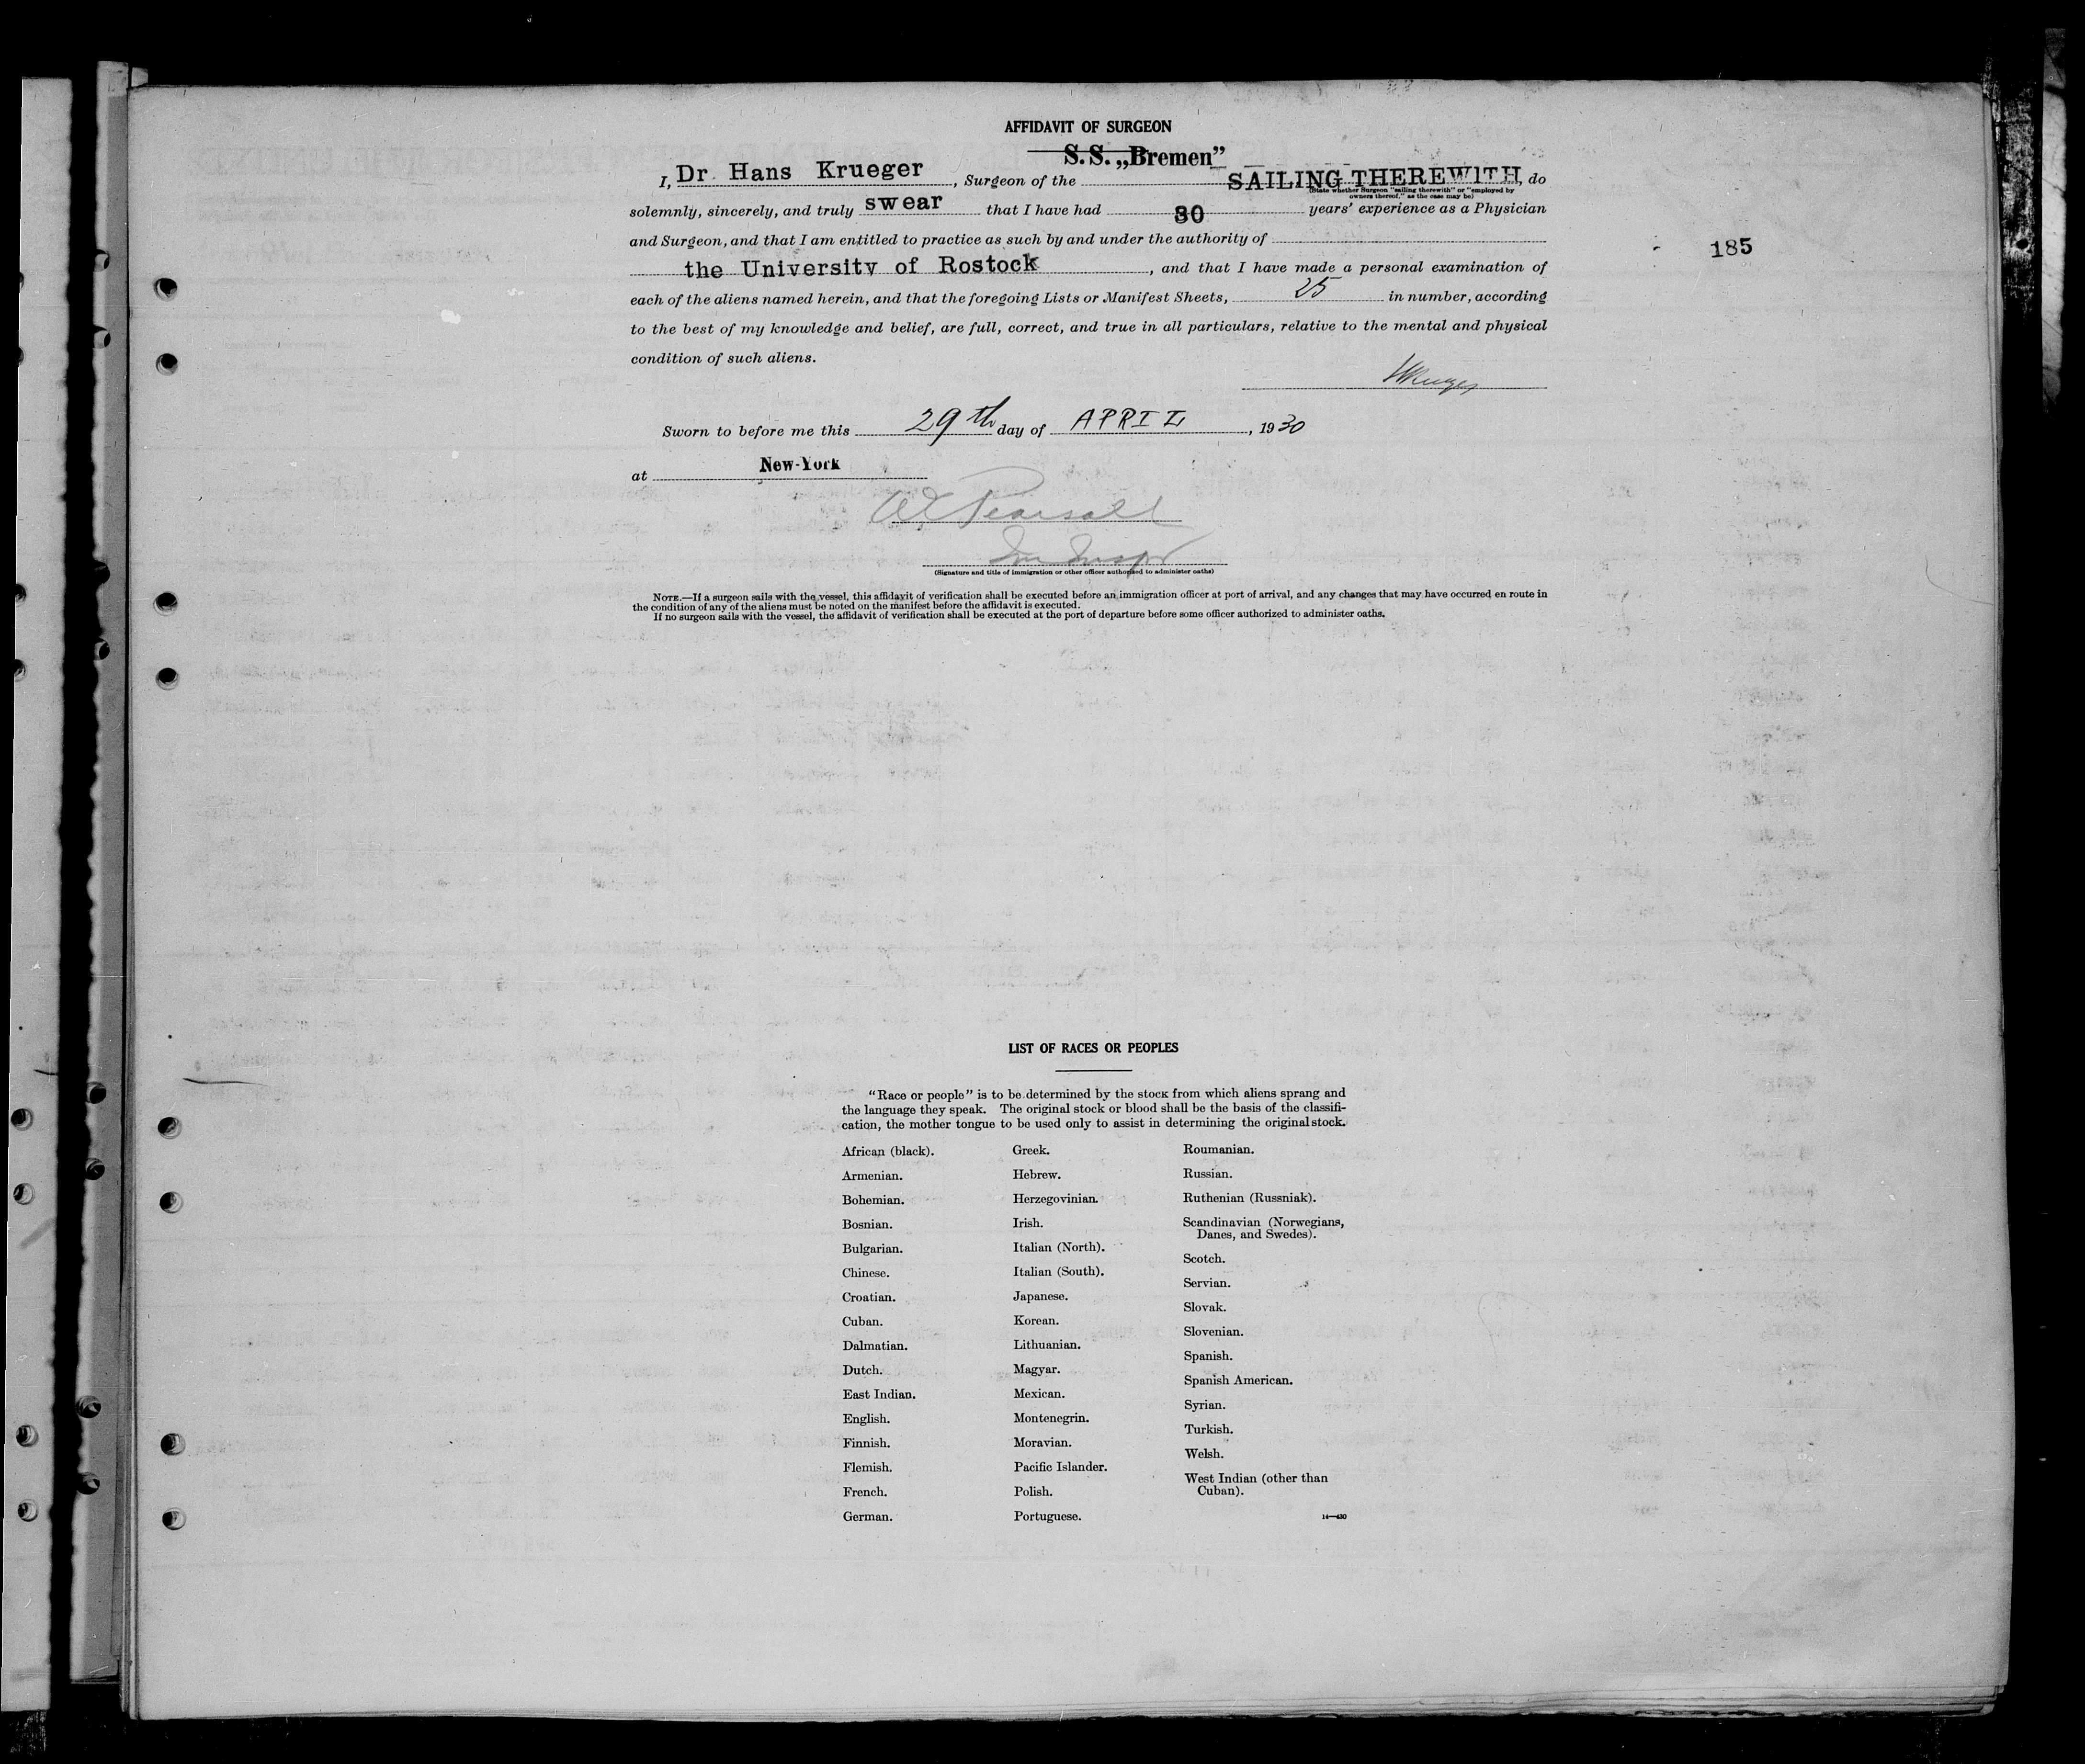 AFFIDAVIT OF SURGEON
S. S. „Bremen”
I, Dr. Hans Krueger, Surgeon of the SAILING THEREWITH, do
(State whether Surgeon "sailing therewith" or "employed by
owners thereof," as the case may be)
solemnly, sincerely, and truly swear that I have had 30 years' experience as a Physician
and Surgeon, and that I am entitled to practice as such by and under the authority of
185
the University of Rostock, and that I have made a personal examination of
each of the aliens named herein, and that the foregoing Lists or Manifest Sheets, 25 in number, according
to the best of my knowledge and belief, are full, correct, and true in all particulars, relative to the mental and physical
condition of such aliens.
HKrueger
Sworn to before me this 29th day of APRIL, 1930
at New-York
Pearsall
Im Inspr
(Signature and title of immigration or other officer authorized to administer oaths)
NOTE.—If a surgeon sails with the vessel, this affidavit of verification shall be executed before an immigration officer at port of arrival, and any changes that may have occurred en route in
the condition of any of the aliens must be noted on the manifest before the affidavit is executed.
If no surgeon sails with the vessel, the affidavit of verification shall be executed at the port of departure before some officer authorized to administer oaths.
LIST OF RACES OR PEOPLES
"Race or people" is to be determined by the stock from which aliens sprang and
the language they speak. The original stock or blood shall be the basis of the classifi-
cation, the mother tongue to be used only to assist in determining the original stock.
African (black).
Armenian.
Bohemian.
Bosnian.
Bulgarian.
Chinese.
Croatian.
Cuban.
Dalmatian.
Dutch.
East Indian.
English.
Finnish.
Flemish.
French.
German.
Greek.
Hebrew.
Herzegovinian.
Irish.
Italian (North).
Italian (South).
Japanese.
Korean.
Lithuanian.
Magyar.
Mexican.
Montenegrin.
Moravian.
Pacific Islander.
Polish.
Portuguese.
Roumanian.
Russian.
Ruthenian (Russniak).
Scandinavian (Norwegians,
Danes, and Swedes).
Scotch.
Servian.
Slovak.
Slovenian.
Spanish.
Spanish American.
Syrian.
Turkish.
Welsh.
West Indian (other than
Cuban).
14—430